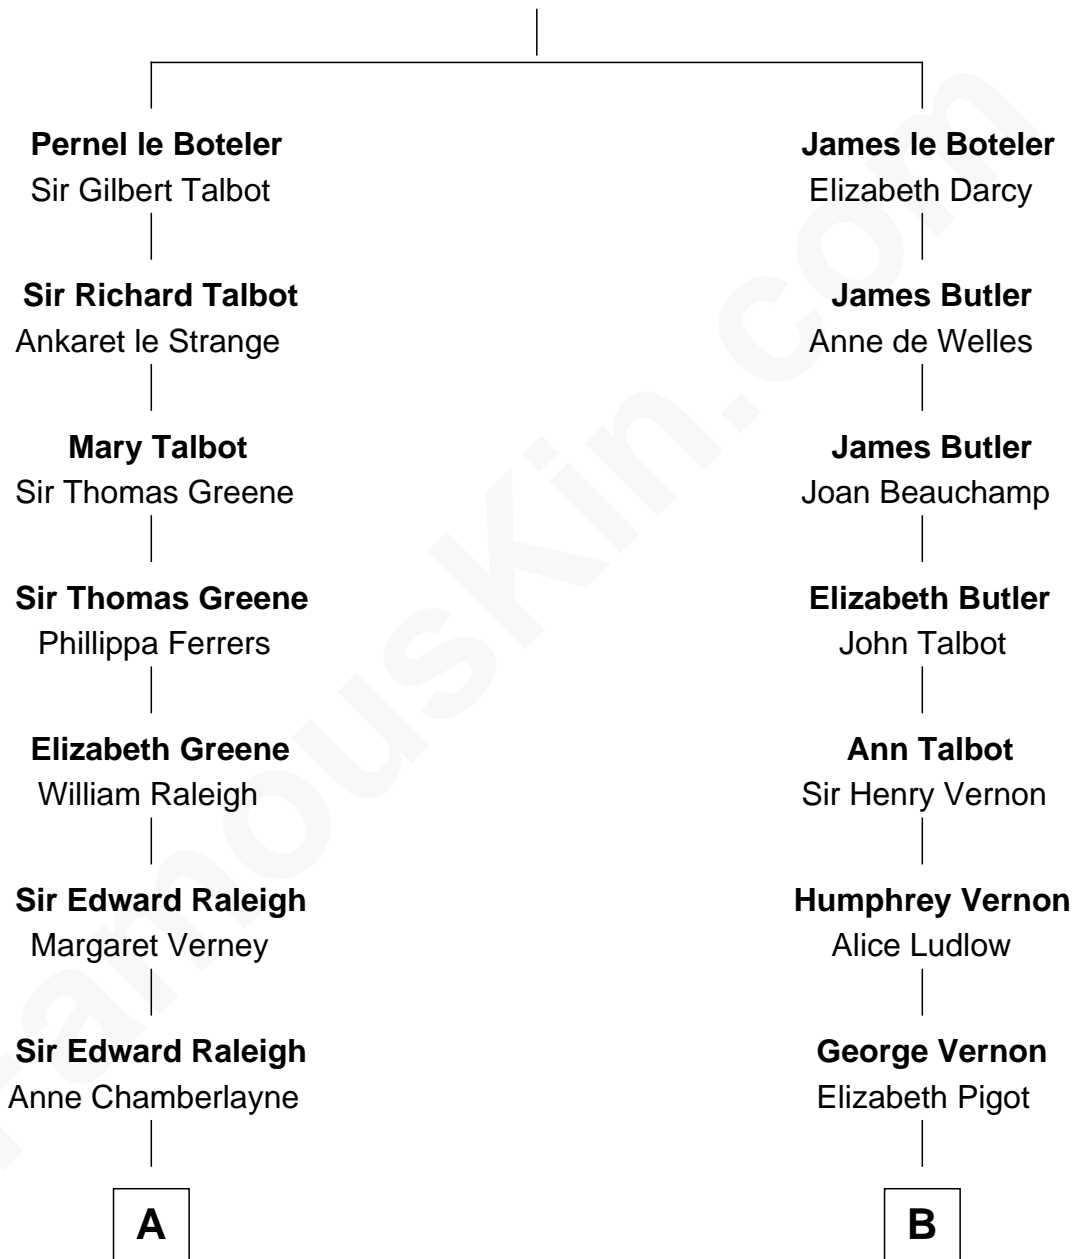 Pernel le Boteler
Sir Gilbert Talbot
James le Boteler
Elizabeth Darcy
Sir Richard Talbot
Ankaret le Strange
James Butler
Anne de Welles
Mary Talbot
Sir Thomas Greene
James Butler
Joan Beauchamp
Sir Thomas Greene
Phillippa Ferrers
Elizabeth Butler
John Talbot
Elizabeth Greene
William Raleigh
Ann Talbot
Sir Henry Vernon
Sir Edward Raleigh
Margaret Verney
Humphrey Vernon
Alice Ludlow
Sir Edward Raleigh
Anne Chamberlayne
George Vernon
Elizabeth Pigot
A
B
FamousKin.com